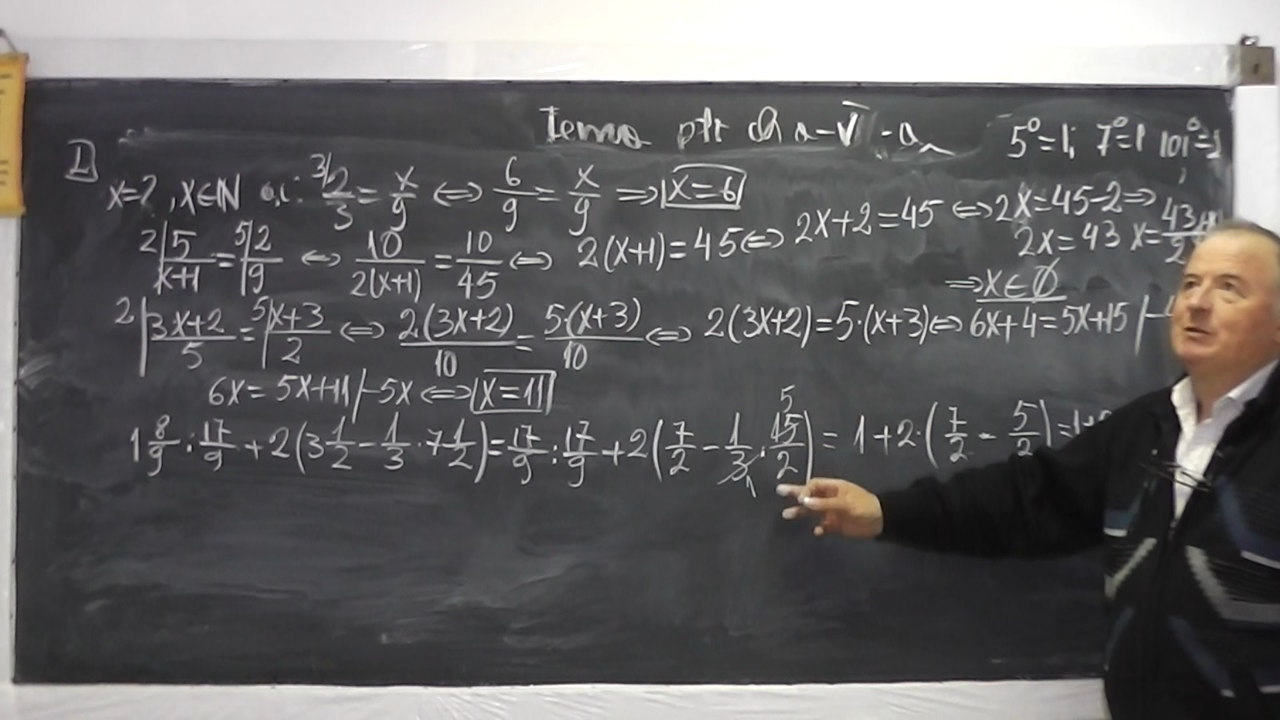 Tema ptr cl a-V-a
5⁰=1; 7⁰=1 101⁰=1
I
x=? , x∈ℕ a.î. 3/ 2/3 = x/9 ⇔ 6/9 = x/9 ⇒ x=6
2| 5/(x+1) = 5| 2/9 ⇔ 10/(2(x+1)) = 10/45 ⇔ 2(x+1)=45 ⇔ 2x+2=45 ⇔ 2x=45-2 ⇒
2x=43 x=43/2
⇒ x∈∅
2| (3x+2)/5 = 5| (x+3)/2 ⇔ 2(3x+2)/10 = 5·(x+3)/10 ⇔ 2(3x+2)=5·(x+3) ⇔ 6x+4=5x+15 /-4
6x=5x+11/-5x ⇔ x=11
1 8/9 : 17/9 + 2(3 1/2 - 1/3 · 7 1/2) = 17/9 : 17/9 + 2(7/2 - 1/3 · 15/2) = 1+2·(7/2 - 5/2) = 1+